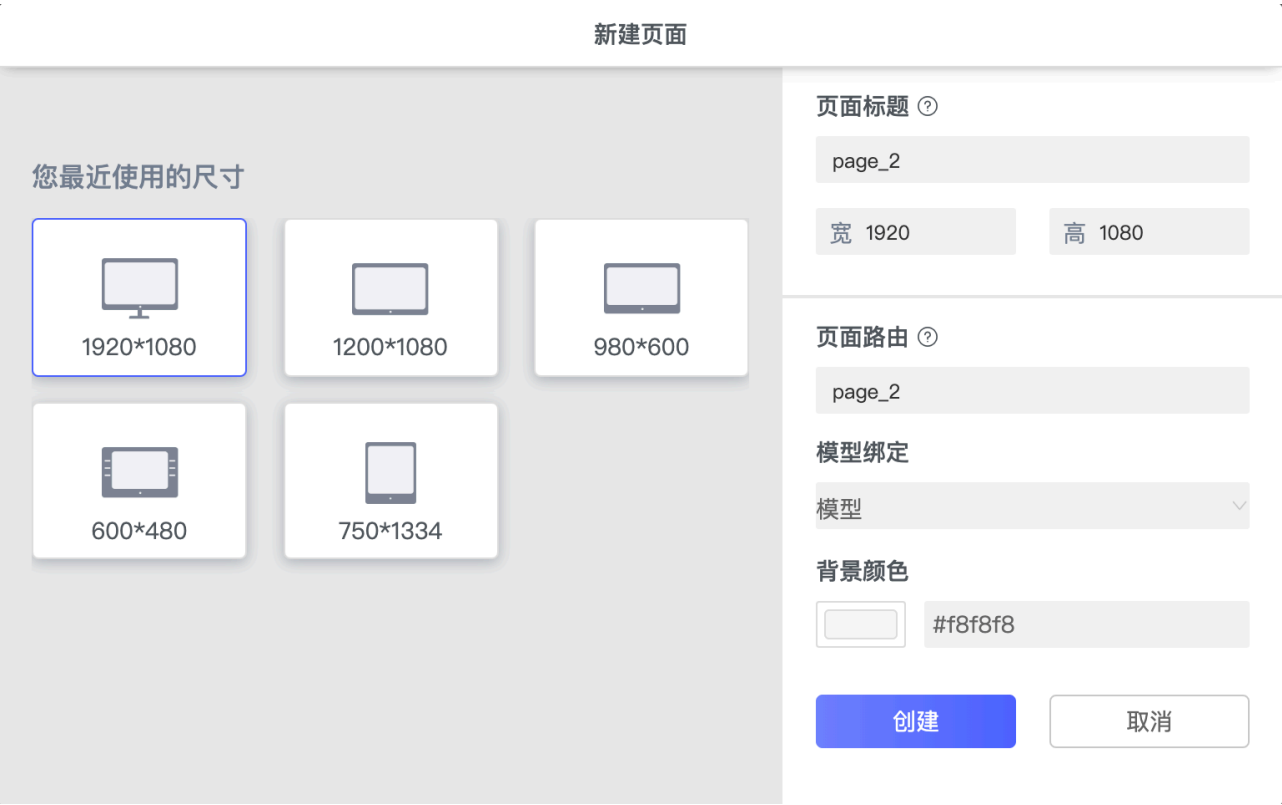 新建页面
您最近使用的尺寸
1920*1080
1200*1080
980*600
600*480
750*1334
页面标题 ?
page_2
宽 1920
高 1080
页面路由 ?
page_2
模型绑定
模型
背景颜色
#f8f8f8
创建
取消